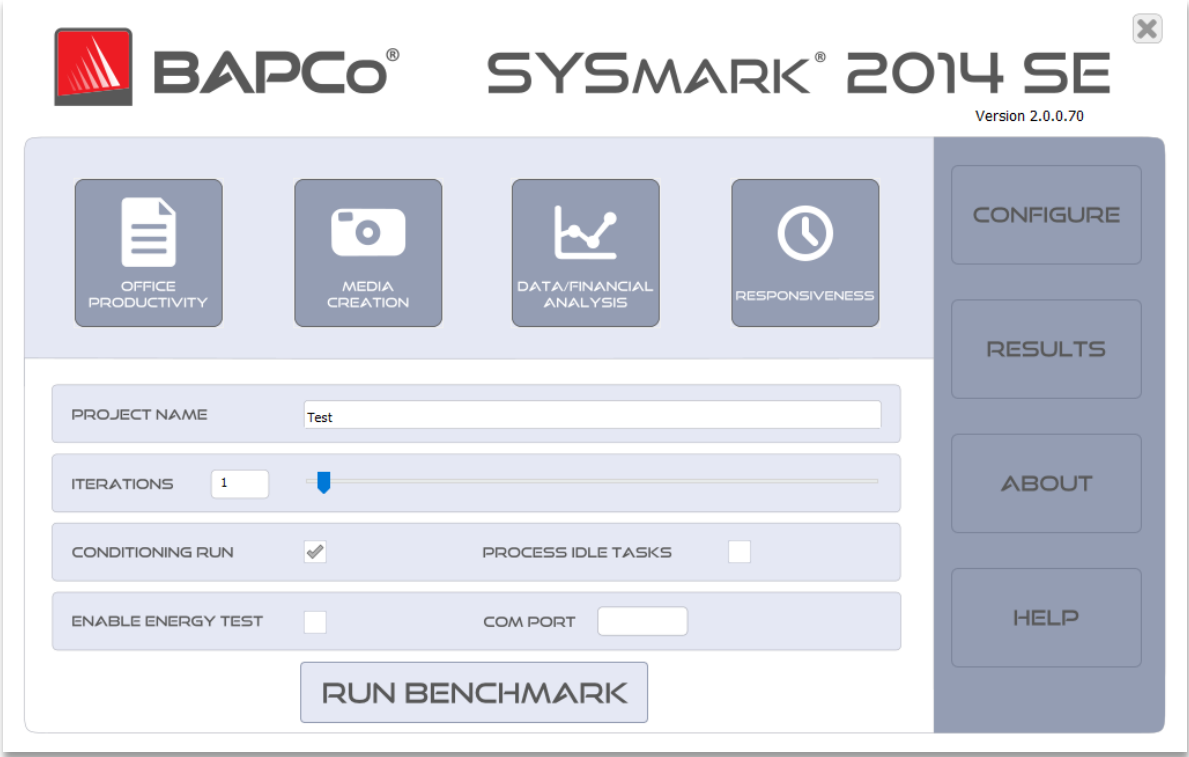 BAPCo® SYSMARK® 2014 SE
Version 2.0.0.70
OFFICE
PRODUCTIVITY
MEDIA
CREATION
DATA/FINANCIAL
ANALYSIS
RESPONSIVENESS
CONFIGURE
RESULTS
ABOUT
HELP
PROJECT NAME Test
ITERATIONS 1
CONDITIONING RUN PROCESS IDLE TASKS
ENABLE ENERGY TEST COM PORT
RUN BENCHMARK